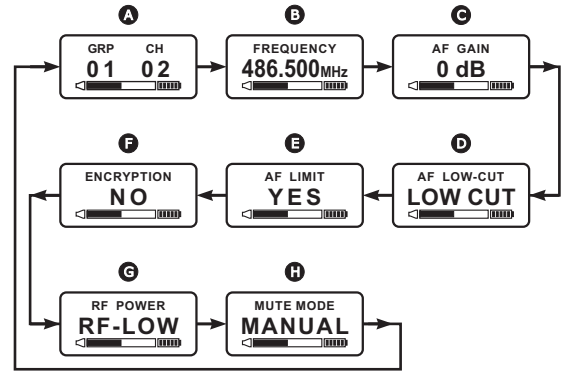 A
GRP CH
01 02
B
FREQUENCY
486.500MHz
C
AF GAIN
0 dB
F
ENCRYPTION
NO
E
AF LIMIT
YES
D
AF LOW-CUT
LOW CUT
G
RF POWER
RF-LOW
H
MUTE MODE
MANUAL